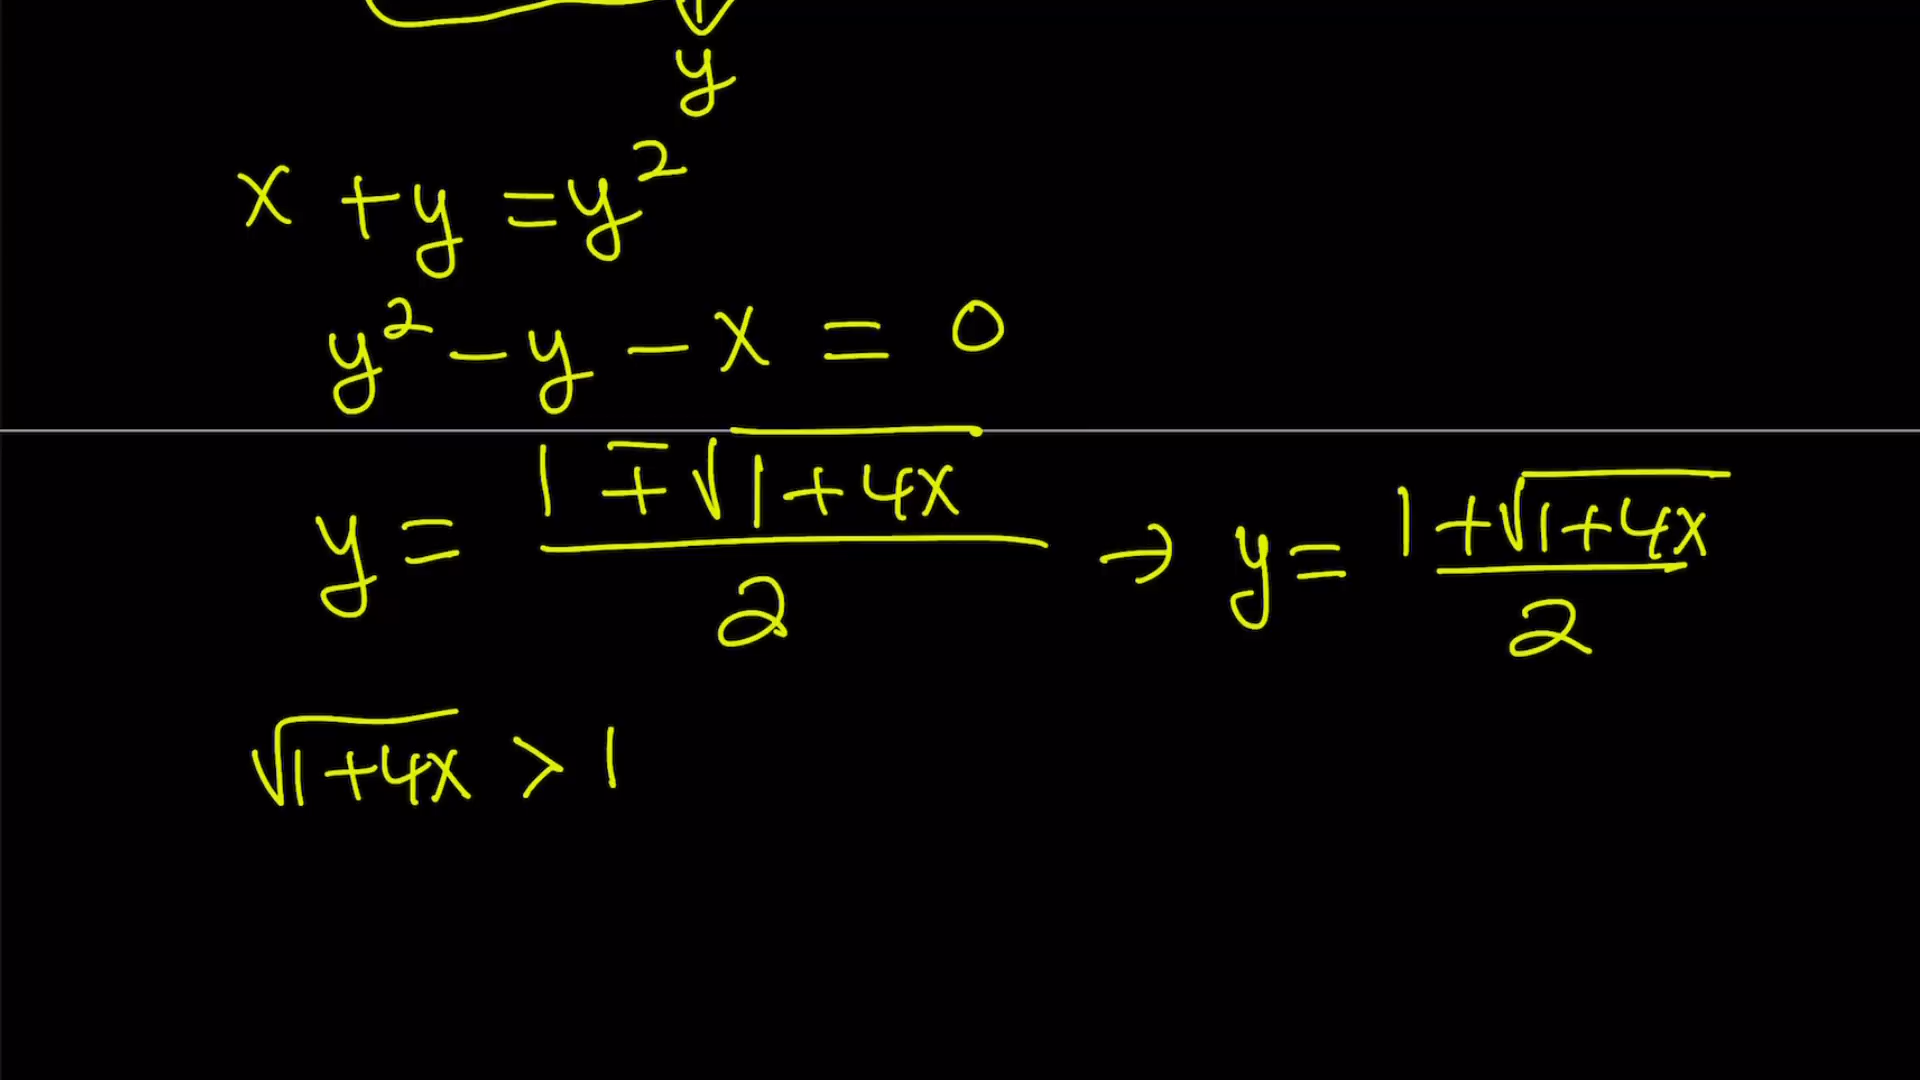 y
x + y = y²
y² - y - x = 0
y = (1 ∓ √(1+4x))/2 → y = (1+√(1+4x))/2
√(1+4x) > 1